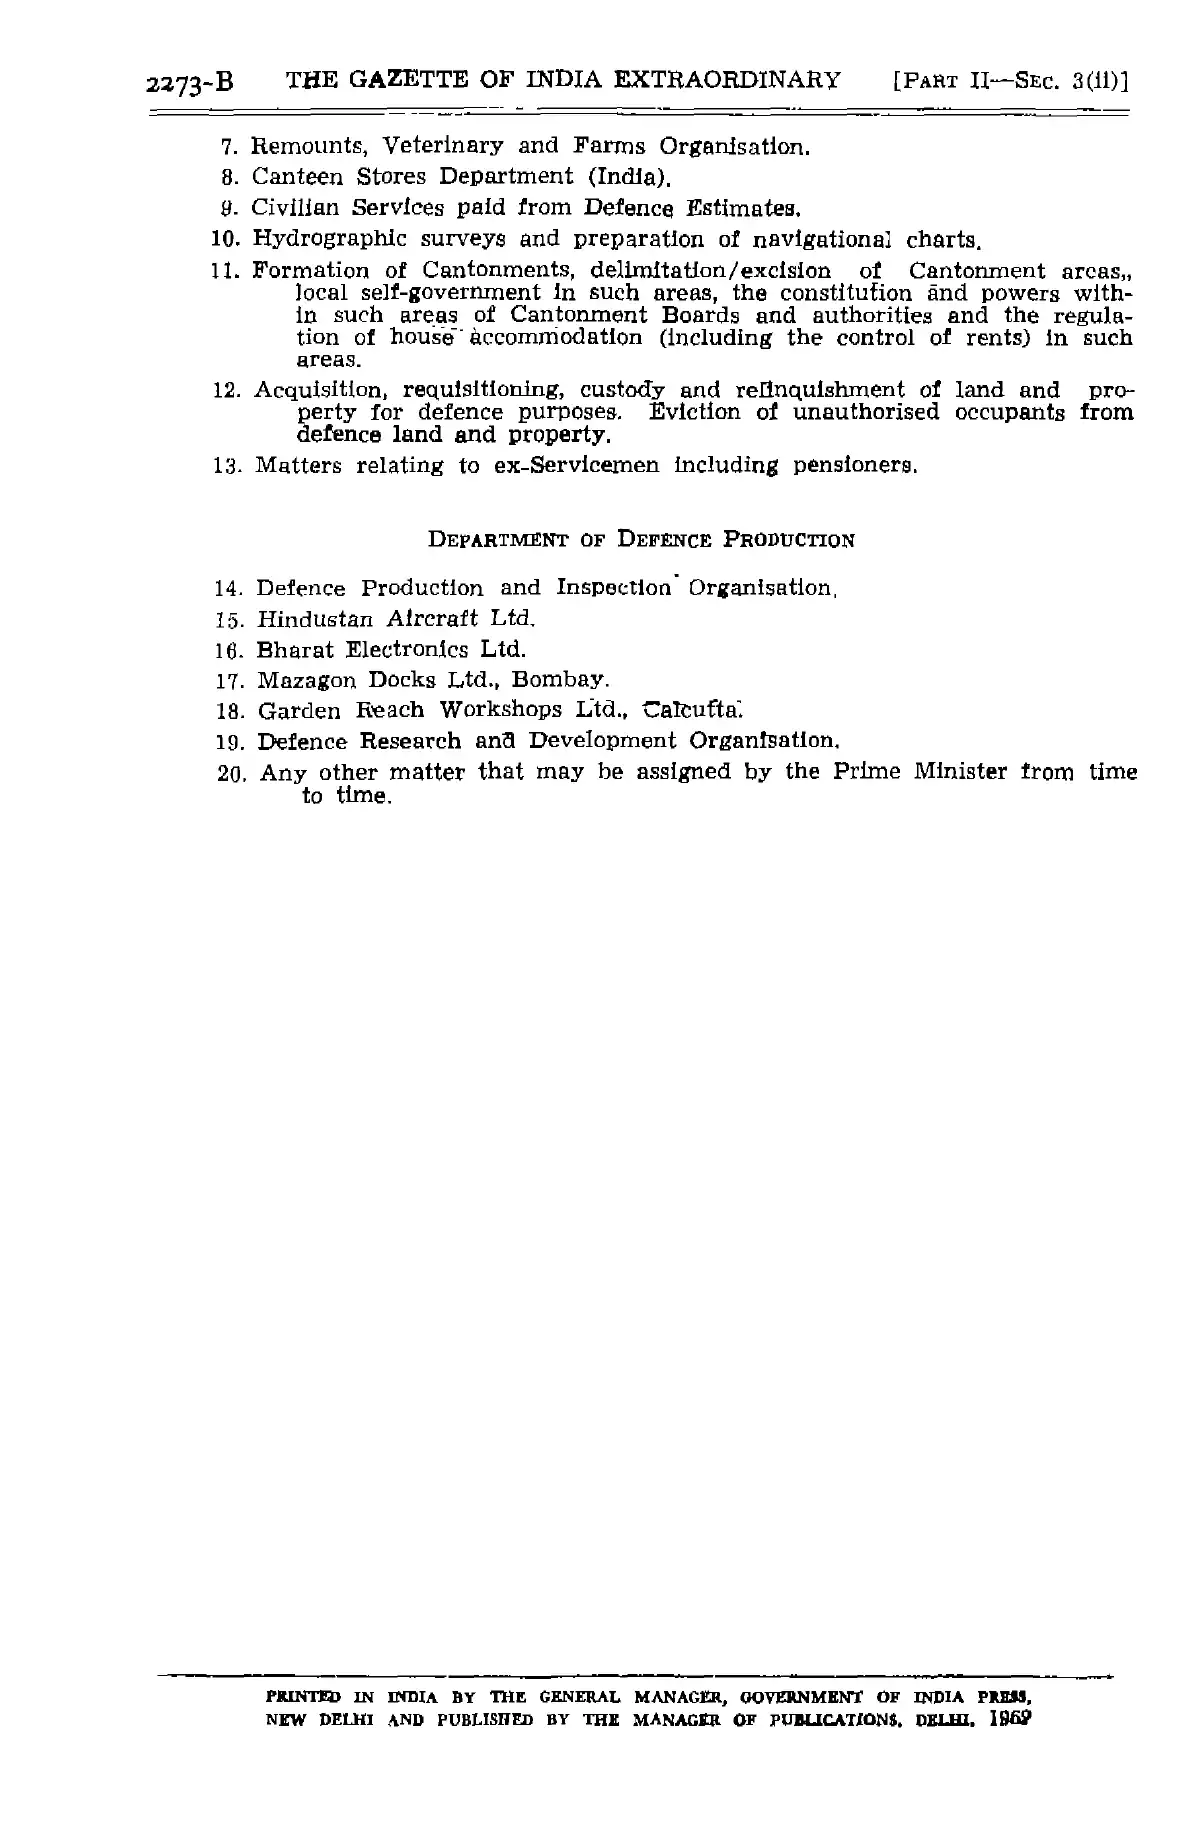 2273-B THE GAZETTE OF INDIA EXTRAORDINARY [PART II—SEC. 3(ii)]
7. Remounts, Veterinary and Farms Organisation.
8. Canteen Stores Department (India).
9. Civilian Services paid from Defence Estimates.
10. Hydrographic surveys and preparation of navigational charts.
11. Formation of Cantonments, delimitation/excision of Cantonment areas,,
local self-government in such areas, the constitution and powers with-
in such areas of Cantonment Boards and authorities and the regula-
tion of house accommodation (including the control of rents) in such
areas.
12. Acquisition, requisitioning, custody and relinquishment of land and pro-
perty for defence purposes. Eviction of unauthorised occupants from
defence land and property.
13. Matters relating to ex-Servicemen including pensioners.
DEPARTMENT OF DEFENCE PRODUCTION
14. Defence Production and Inspection Organisation.
15. Hindustan Aircraft Ltd.
16. Bharat Electronics Ltd.
17. Mazagon Docks Ltd., Bombay.
18. Garden Reach Workshops Ltd., Calcutta.
19. Defence Research and Development Organisation.
20. Any other matter that may be assigned by the Prime Minister from time
to time.
PRINTED IN INDIA BY THE GENERAL MANAGER, GOVERNMENT OF INDIA PRESS,
NEW DELHI AND PUBLISHED BY THE MANAGER OF PUBLICATIONS, DELHI,